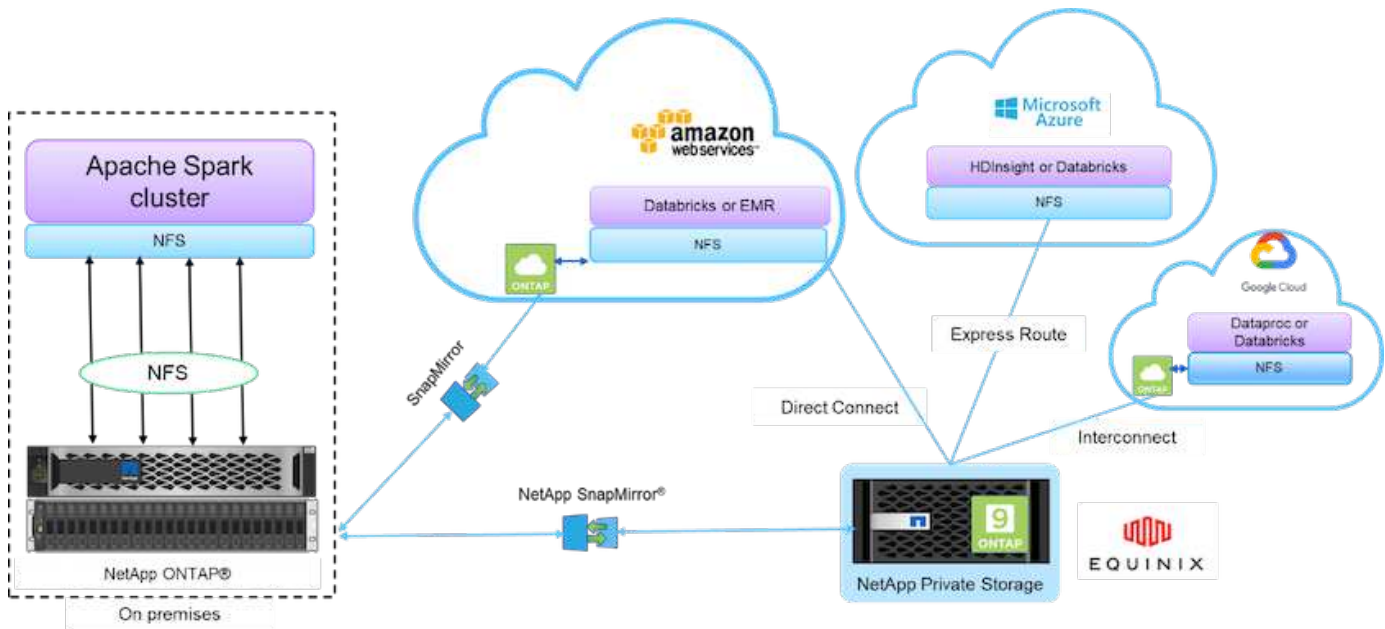 Apache Spark
cluster
NFS
NFS
NetApp ONTAP®
On premises
SnapMirror
NetApp SnapMirror®
amazon
webservices™
Databricks or EMR
NFS
ONTAP
Microsoft
Azure
HDInsight or Databricks
NFS
Google Cloud
Dataproc or
Databricks
NFS
ONTAP
Express Route
Direct Connect
Interconnect
9
ONTAP
NetApp Private Storage
EQUINIX